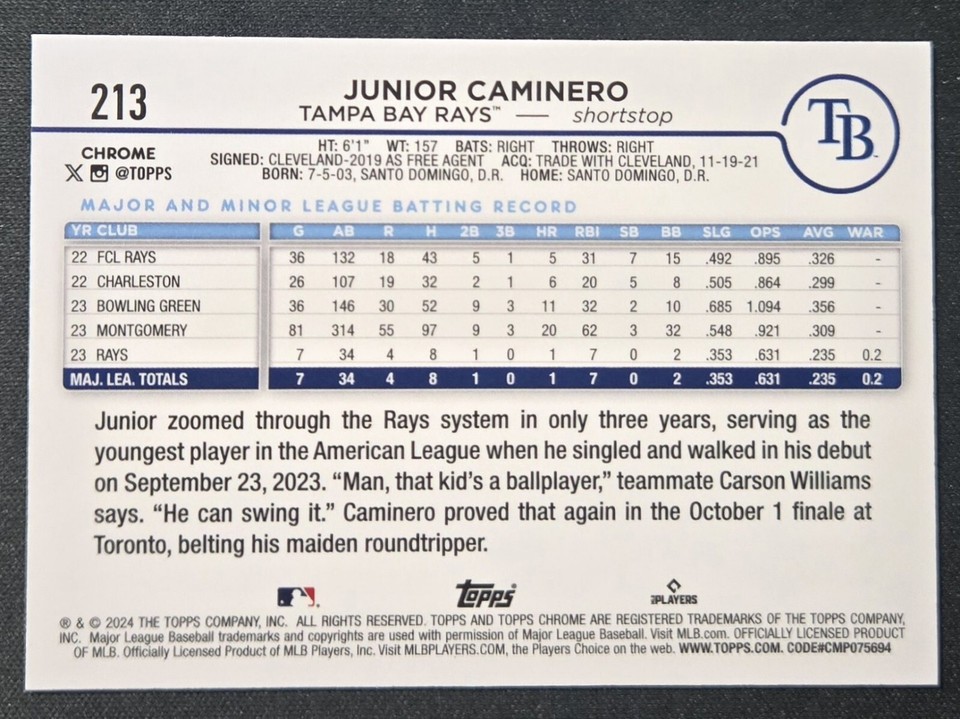 213
JUNIOR CAMINERO
TAMPA BAY RAYS™ — shortstop
TB
CHROME
@TOPPS
HT: 6'1" WT: 157 BATS: RIGHT THROWS: RIGHT
SIGNED: CLEVELAND-2019 AS FREE AGENT ACQ: TRADE WITH CLEVELAND, 11-19-21
BORN: 7-5-03, SANTO DOMINGO, D.R. HOME: SANTO DOMINGO, D.R.
MAJOR AND MINOR LEAGUE BATTING RECORD
YR CLUB G AB R H 2B 3B HR RBI SB BB SLG OPS AVG WAR
22 FCL RAYS 36 132 18 43 5 1 5 31 7 15 .492 .895 .326 -
22 CHARLESTON 26 107 19 32 2 1 6 20 5 8 .505 .864 .299 -
23 BOWLING GREEN 36 146 30 52 9 3 11 32 2 10 .685 1.094 .356 -
23 MONTGOMERY 81 314 55 97 9 3 20 62 3 32 .548 .921 .309 -
23 RAYS 7 34 4 8 1 0 1 7 0 2 .353 .631 .235 0.2
MAJ. LEA. TOTALS 7 34 4 8 1 0 1 7 0 2 .353 .631 .235 0.2
Junior zoomed through the Rays system in only three years, serving as the
youngest player in the American League when he singled and walked in his debut
on September 23, 2023. “Man, that kid’s a ballplayer,” teammate Carson Williams
says. “He can swing it.” Caminero proved that again in the October 1 finale at
Toronto, belting his maiden roundtripper.
Topps
PLAYERS
® & © 2024 THE TOPPS COMPANY, INC. ALL RIGHTS RESERVED. TOPPS AND TOPPS CHROME ARE REGISTERED TRADEMARKS OF THE TOPPS COMPANY,
INC. Major League Baseball trademarks and copyrights are used with permission of Major League Baseball. Visit MLB.com. OFFICIALLY LICENSED PRODUCT
OF MLB. Officially Licensed Product of MLB Players, Inc. Visit MLBPLAYERS.COM, the Players Choice on the web. WWW.TOPPS.COM. CODE#CMP075694